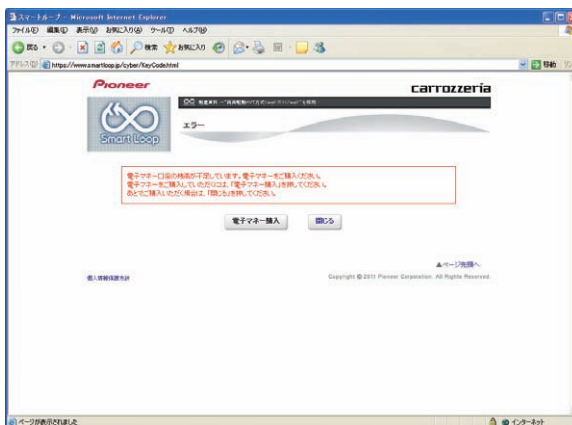 スマートループ - Microsoft Internet Explorer
ファイル(F) 編集(E) 表示(V) お気に入り(A) ツール(T) ヘルプ(H)
戻る 検索 お気に入り
アドレス(D) https://www.smartloop.jp/cyber/KeyCode.html 移動
Pioneer carrozzeria
Smart Loop
エラー
電子マネー口座の残高が不足しています。電子マネーをご購入ください。
電子マネーをご購入していただくには、「電子マネー購入」を押してください。
あとでご購入いただく場合は、「閉じる」を押してください。
電子マネー購入 閉じる
▲ページ先頭へ
個人情報保護方針 Copyright © 2011 Pioneer Corporation. All Rights Reserved.
ページが表示されました インターネット